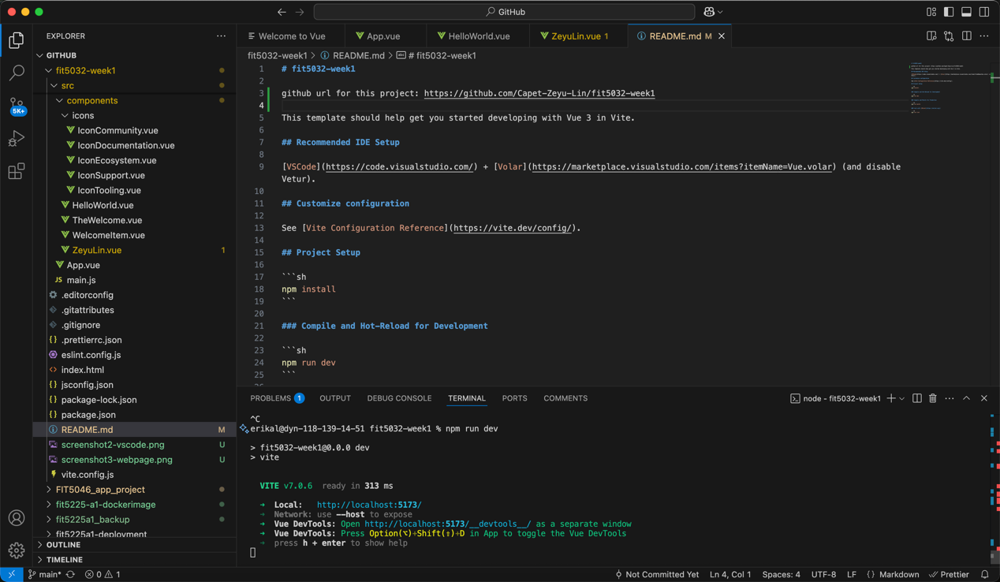 GitHub
EXPLORER
GITHUB
fit5032-week1
src
components
icons
IconCommunity.vue
IconDocumentation.vue
IconEcosystem.vue
IconSupport.vue
IconTooling.vue
HelloWorld.vue
TheWelcome.vue
WelcomeItem.vue
ZeyuLin.vue 1
App.vue
JS main.js
.editorconfig
.gitattributes
.gitignore
{} .prettierrc.json
eslint.config.js
<> index.html
{} jsconfig.json
{} package-lock.json
{} package.json
README.md M
screenshot2-vscode.png U
screenshot3-webpage.png U
vite.config.js
FIT5046_app_project
fit5225-a1-dockerimage
fit5225a1_backup
fit5225a1-deployment
OUTLINE
TIMELINE
5K+
Welcome to Vue
App.vue
HelloWorld.vue
ZeyuLin.vue 1
README.md M
fit5032-week1 > README.md > # fit5032-week1
1 # fit5032-week1
2
3 github url for this project: https://github.com/Capet-Zeyu-Lin/fit5032-week1
4
5 This template should help get you started developing with Vue 3 in Vite.
6
7 ## Recommended IDE Setup
8
9 [VSCode](https://code.visualstudio.com/) + [Volar](https://marketplace.visualstudio.com/items?itemName=Vue.volar) (and disable
Vetur).
10
11 ## Customize configuration
12
13 See [Vite Configuration Reference](https://vite.dev/config/).
14
15 ## Project Setup
16
17 ```sh
18 npm install
19 ```
20
21 ### Compile and Hot-Reload for Development
22
23 ```sh
24 npm run dev
25 ```
PROBLEMS 1 OUTPUT DEBUG CONSOLE TERMINAL PORTS COMMENTS
node - fit5032-week1
^C
erikal@dyn-118-139-14-51 fit5032-week1 % npm run dev
> fit5032-week1@0.0.0 dev
> vite
VITE v7.0.6 ready in 313 ms
➜ Local: http://localhost:5173/
➜ Network: use --host to expose
➜ Vue DevTools: Open http://localhost:5173/__devtools__/ as a separate window
➜ Vue DevTools: Press Option(⌥)+Shift(⇧)+D in App to toggle the Vue DevTools
➜ press h + enter to show help
main* 0 1 Not Committed Yet Ln 4, Col 1 Spaces: 4 UTF-8 LF {} Markdown Prettier